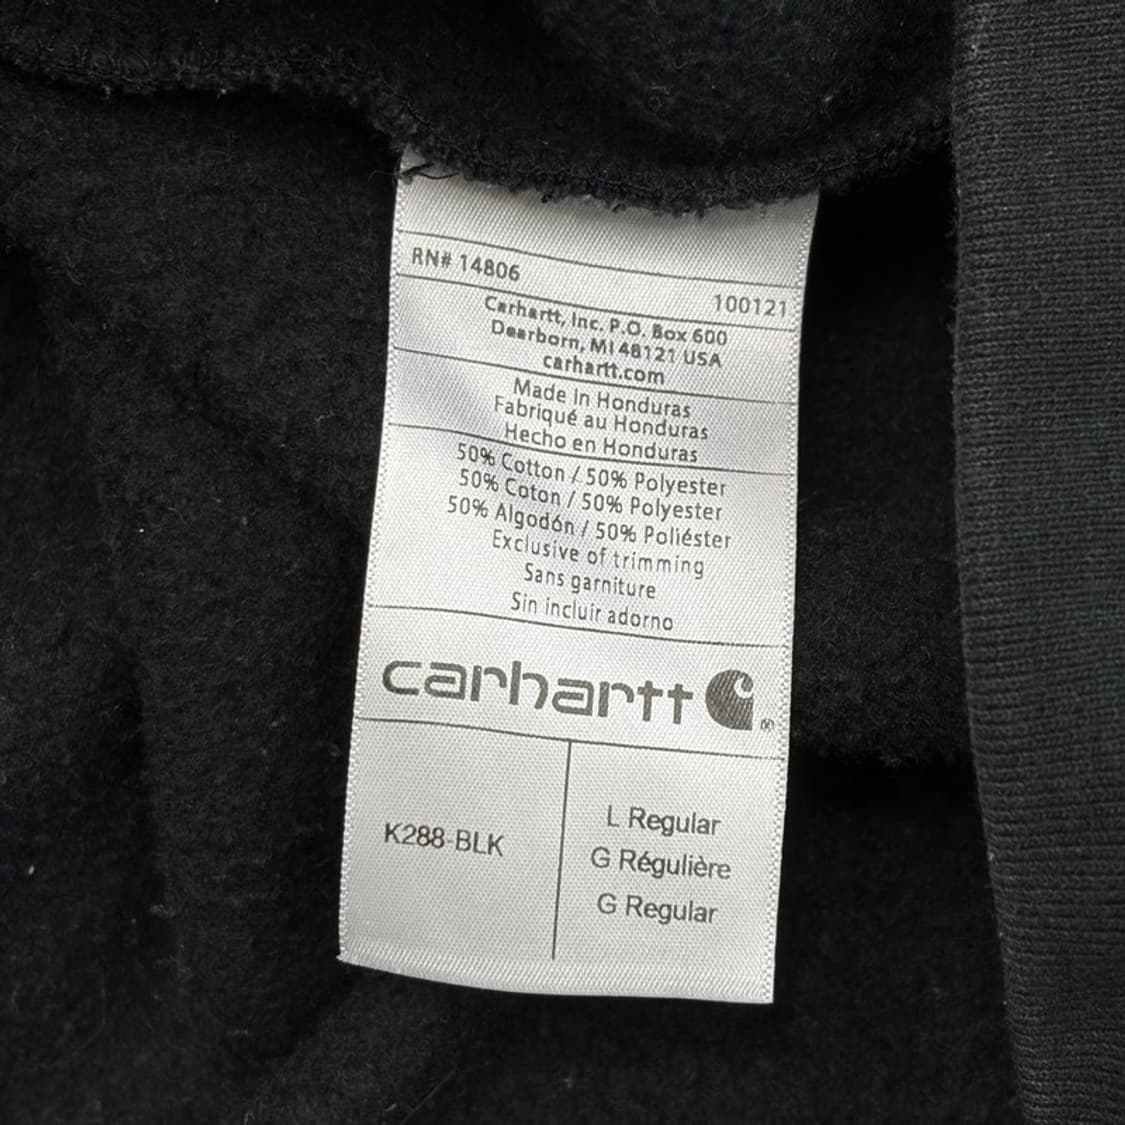 RN# 14806 100121
Carhartt, Inc. P.O. Box 600
Dearborn, MI 48121 USA
carhartt.com
Made In Honduras
Fabriqué au Honduras
Hecho en Honduras
50% Cotton / 50% Polyester
50% Coton / 50% Polyester
50% Algodón / 50% Poliéster
Exclusive of trimming
Sans garniture
Sin incluir adorno
carhartt ®
K288-BLK
L Regular
G Régulière
G Regular